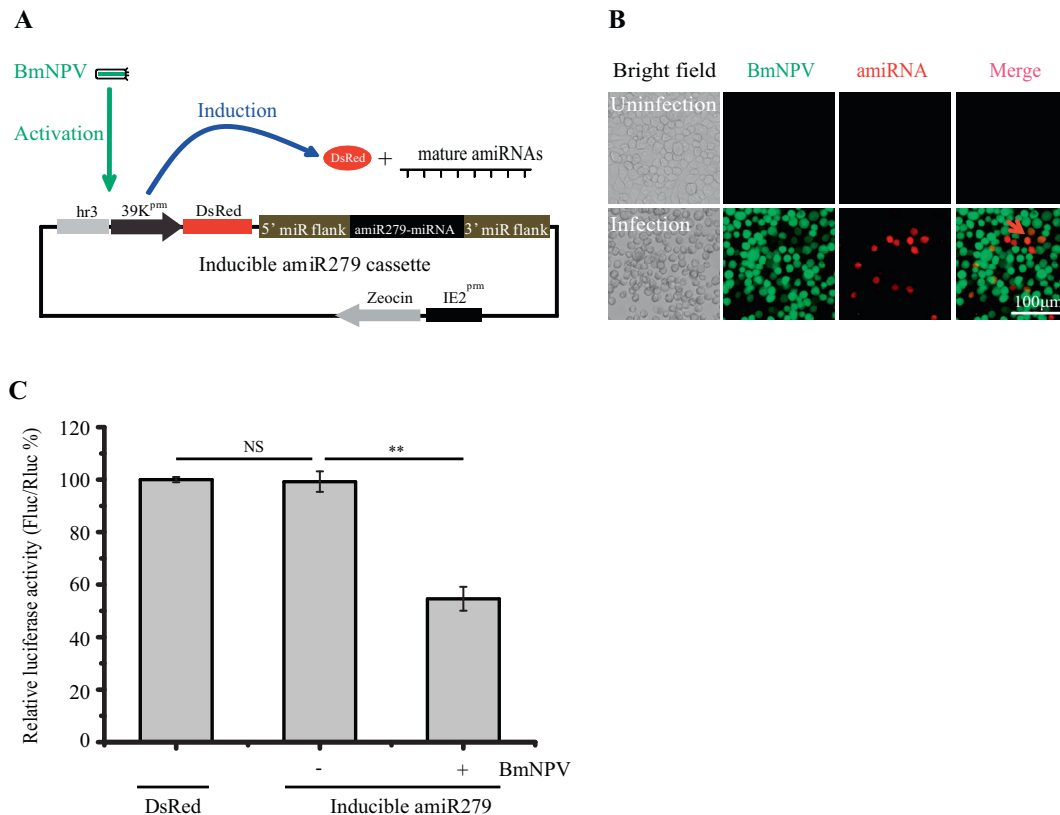 A
BmNPV
Activation
Induction
DsRed + mature amiRNAs
hr3 39Kprm DsRed
5’ miR flank amiR279-miRNA 3’ miR flank
Inducible amiR279 cassette
Zeocin IE2prm
B
Bright field BmNPV amiRNA Merge
Uninfection
Infection
100μm
C
Relative luciferase activity (Fluc/Rluc %)
120
100
80
60
40
20
0
NS **
- + BmNPV
DsRed Inducible amiR279